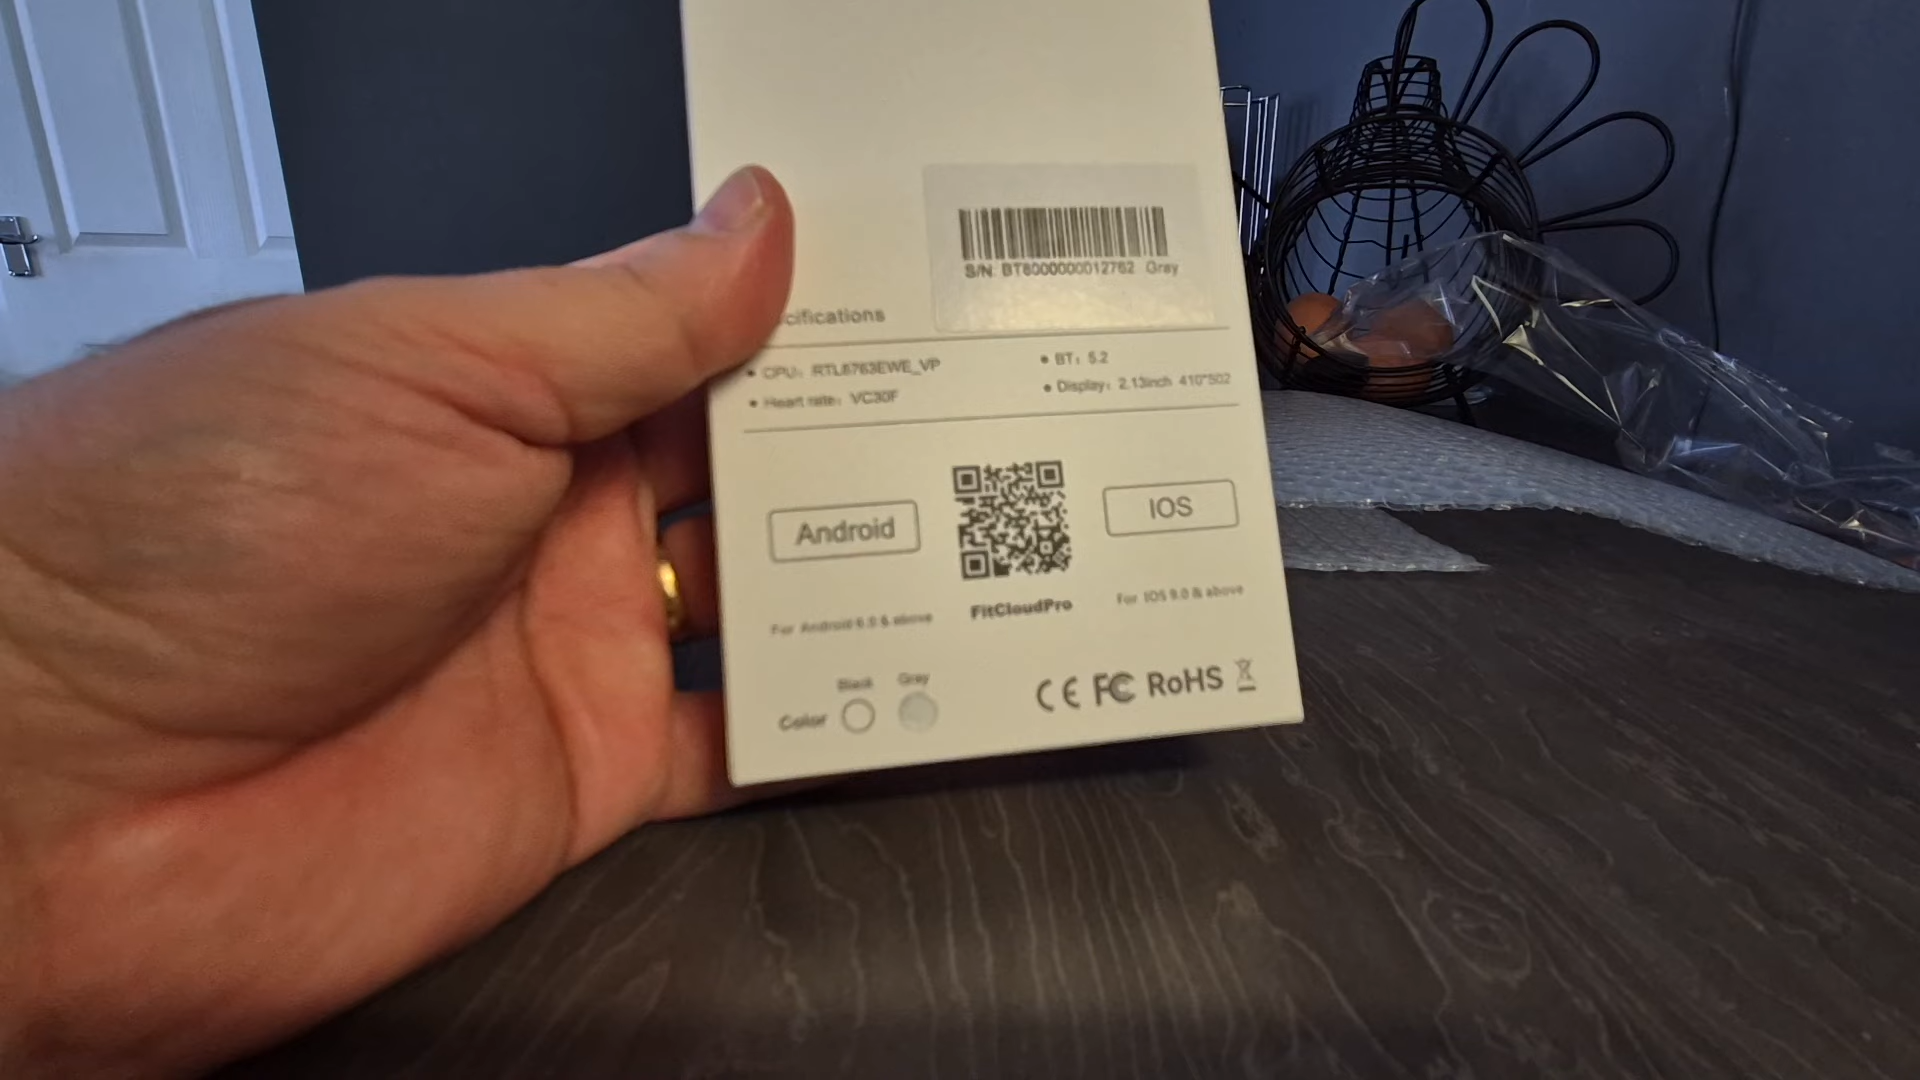 S/N: BT6000000012762 Gray
cifications
• CPU: RTL8763EWE_VP
• BT: 5.2
• Heart rate: VC30F
• Display: 2.13inch 410*502
Android
IOS
For Android 6.0 & above
FitCloudPro
For IOS 9.0 & above
Black Gray
Color
CE FC RoHS